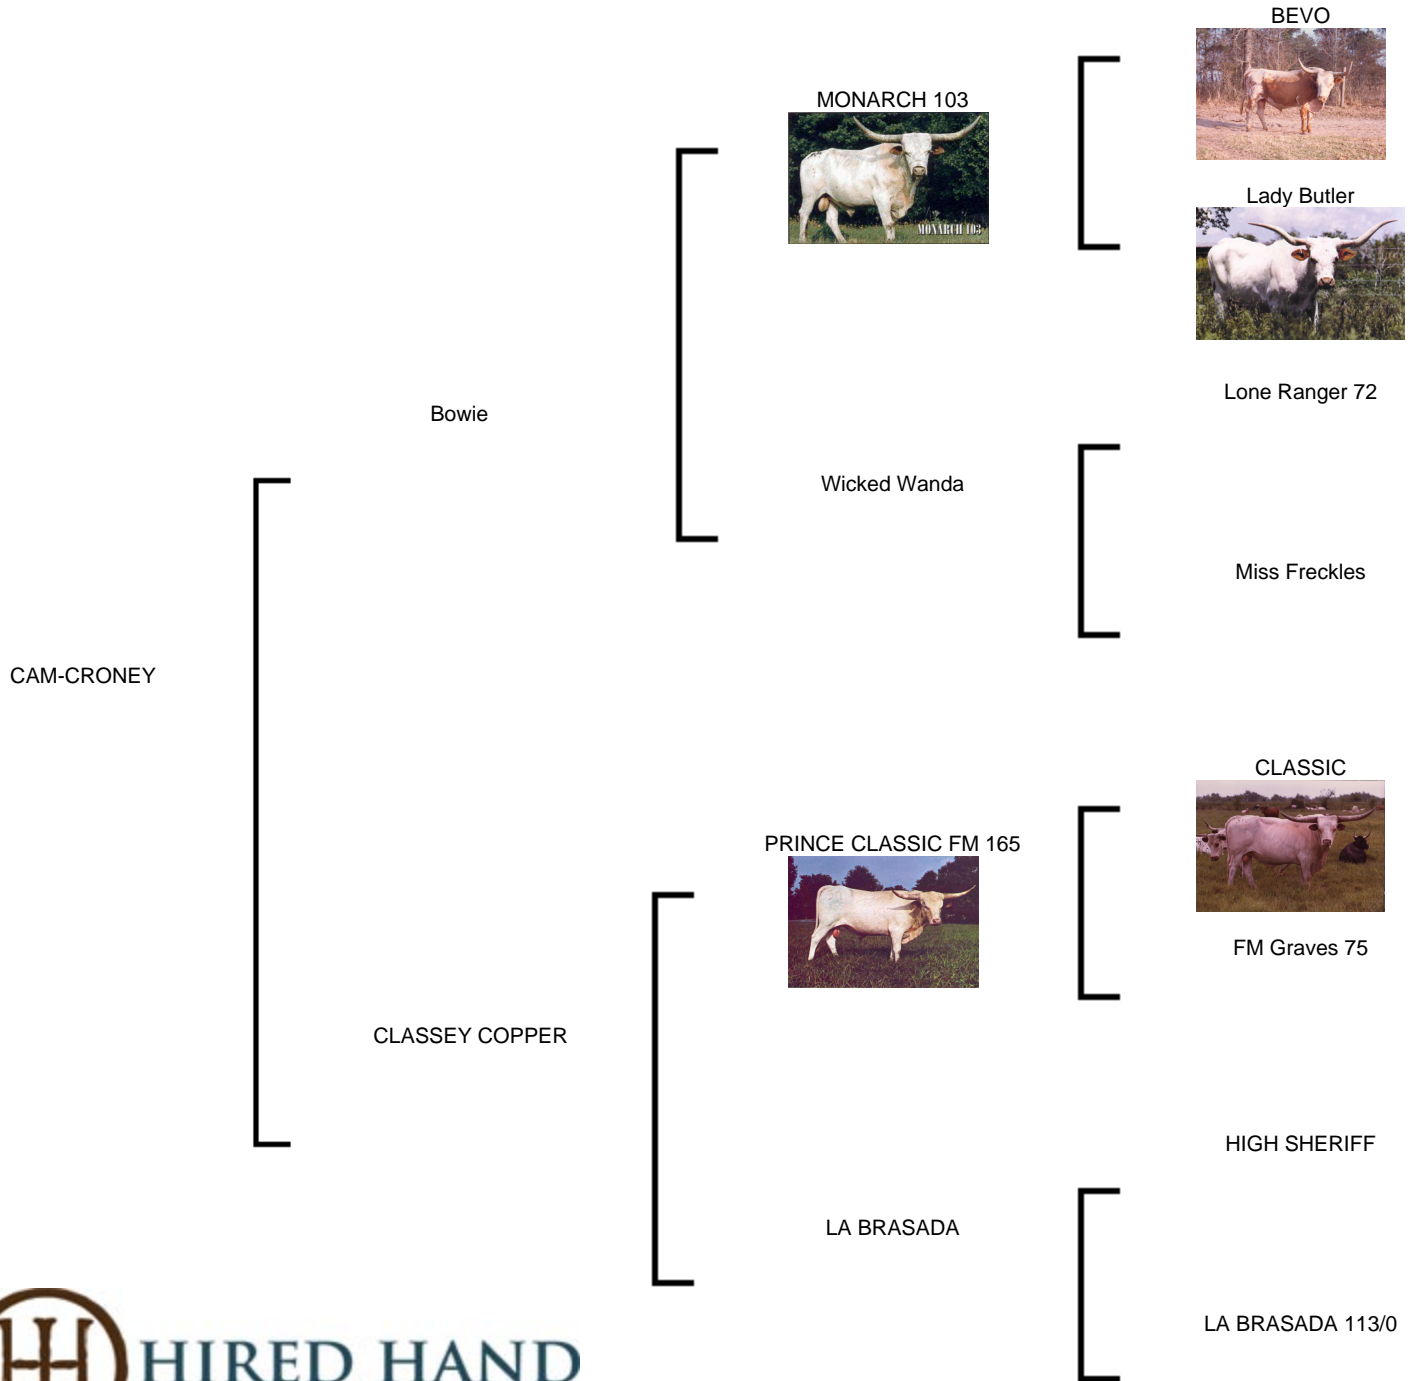 BEVO
MONARCH 103
MONARCH 103
Lady Butler
Lone Ranger 72
Bowie
Wicked Wanda
Miss Freckles
CAM-CRONEY
CLASSIC
PRINCE CLASSIC FM 165
FM Graves 75
CLASSEY COPPER
HIGH SHERIFF
LA BRASADA
LA BRASADA 113/0
HIRED HAND